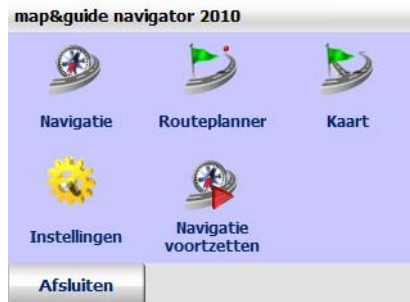 map&guide navigator 2010
Navigatie
Routeplanner
Kaart
Instellingen
Navigatie
voortzetten
Afsluiten